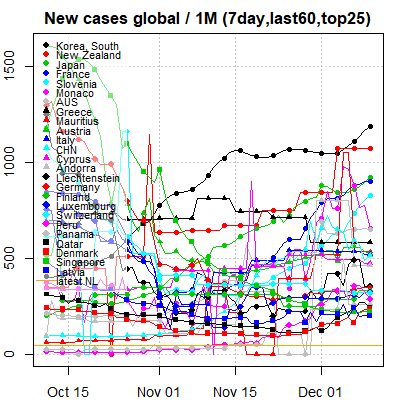 New cases global / 1M (7day,last60,top25)
Korea, South
New Zealand
Japan
France
Slovenia
Monaco
AUS
Greece
Mauritius
Austria
Italy
CHN
Cyprus
Andorra
Liechtenstein
Germany
Finland
Luxembourg
Switzerland
Peru
Panama
Qatar
Denmark
Singapore
Latvia
latest NL
0
500
1000
1500
Oct 15
Nov 01
Nov 15
Dec 01